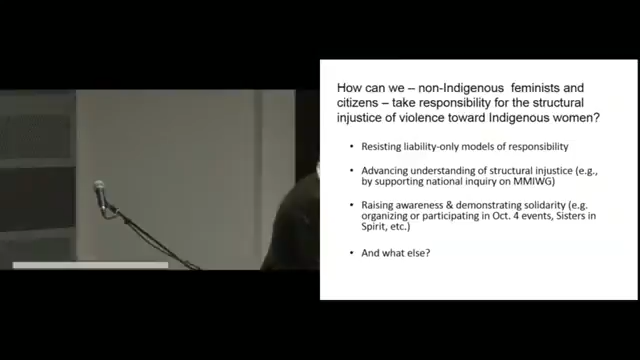 How can we – non-Indigenous feminists and
citizens – take responsibility for the structural
injustice of violence toward Indigenous women?
• Resisting liability-only models of responsibility
• Advancing understanding of structural injustice (e.g.,
by supporting national inquiry on MMIWG)
• Raising awareness & demonstrating solidarity (e.g.
organizing or participating in Oct. 4 events, Sisters in
Spirit, etc.)
• And what else?